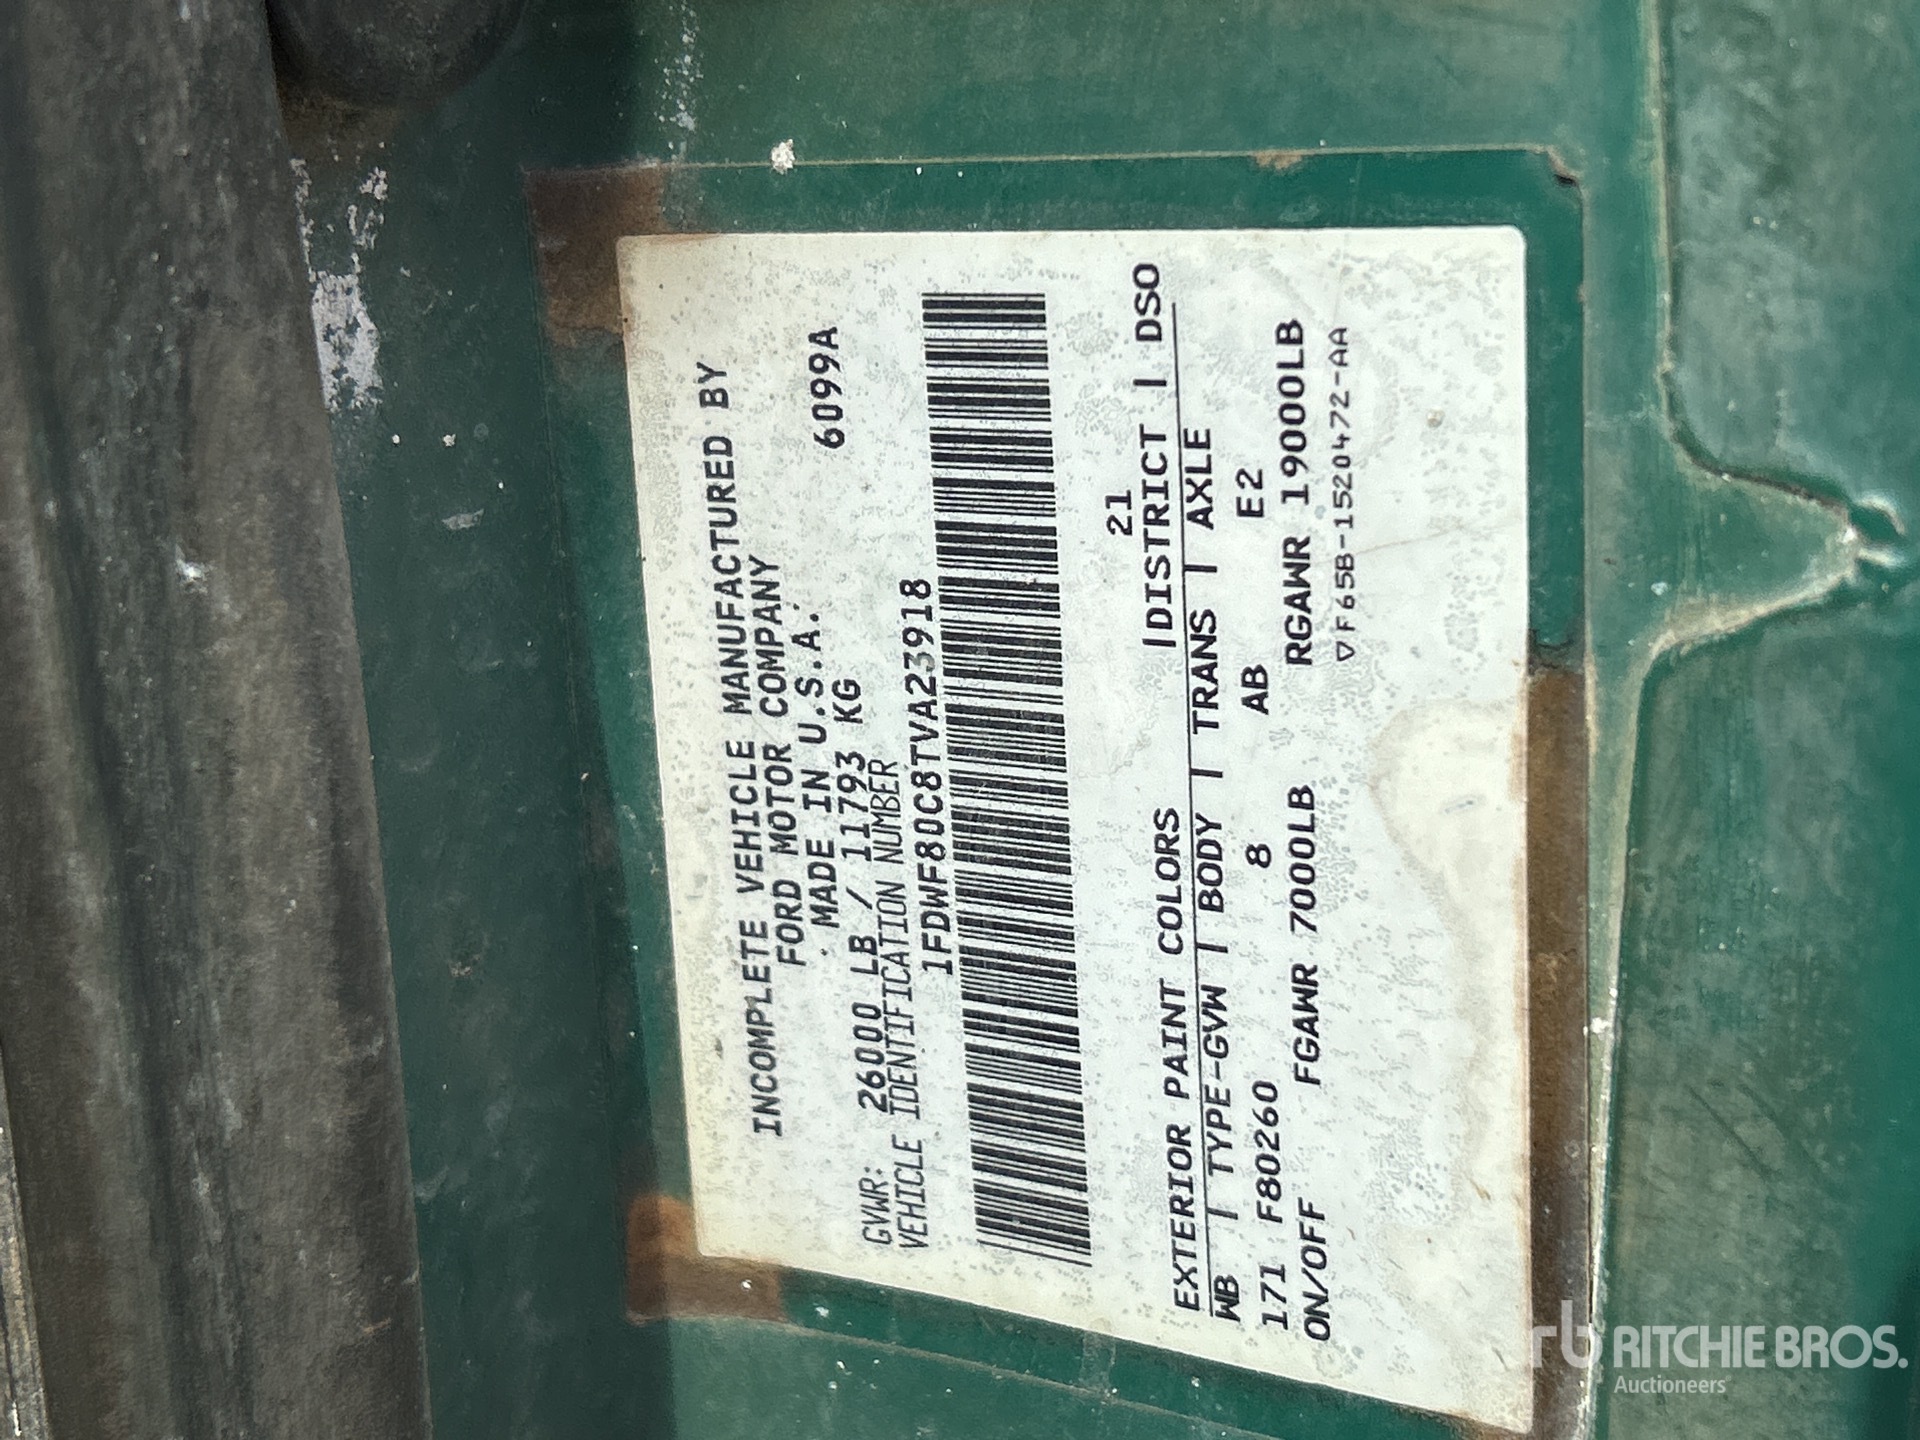 INCOMPLETE VEHICLE MANUFACTURED BY
FORD MOTOR COMPANY
MADE IN U.S.A.
6099A
GVWR: 26000 LB / 11793 KG
VEHICLE IDENTIFICATION NUMBER
1FDWF80C8TVA23918
21
EXTERIOR PAINT COLORS |DISTRICT | DSO
WB | TYPE-GVW | BODY | TRANS | AXLE
171 F80260 8 AB E2
ON/OFF FGAWR 7000LB RGAWR 19000LB
▽F65B-1520472-AA
rb RITCHIE BROS.
Auctioneers